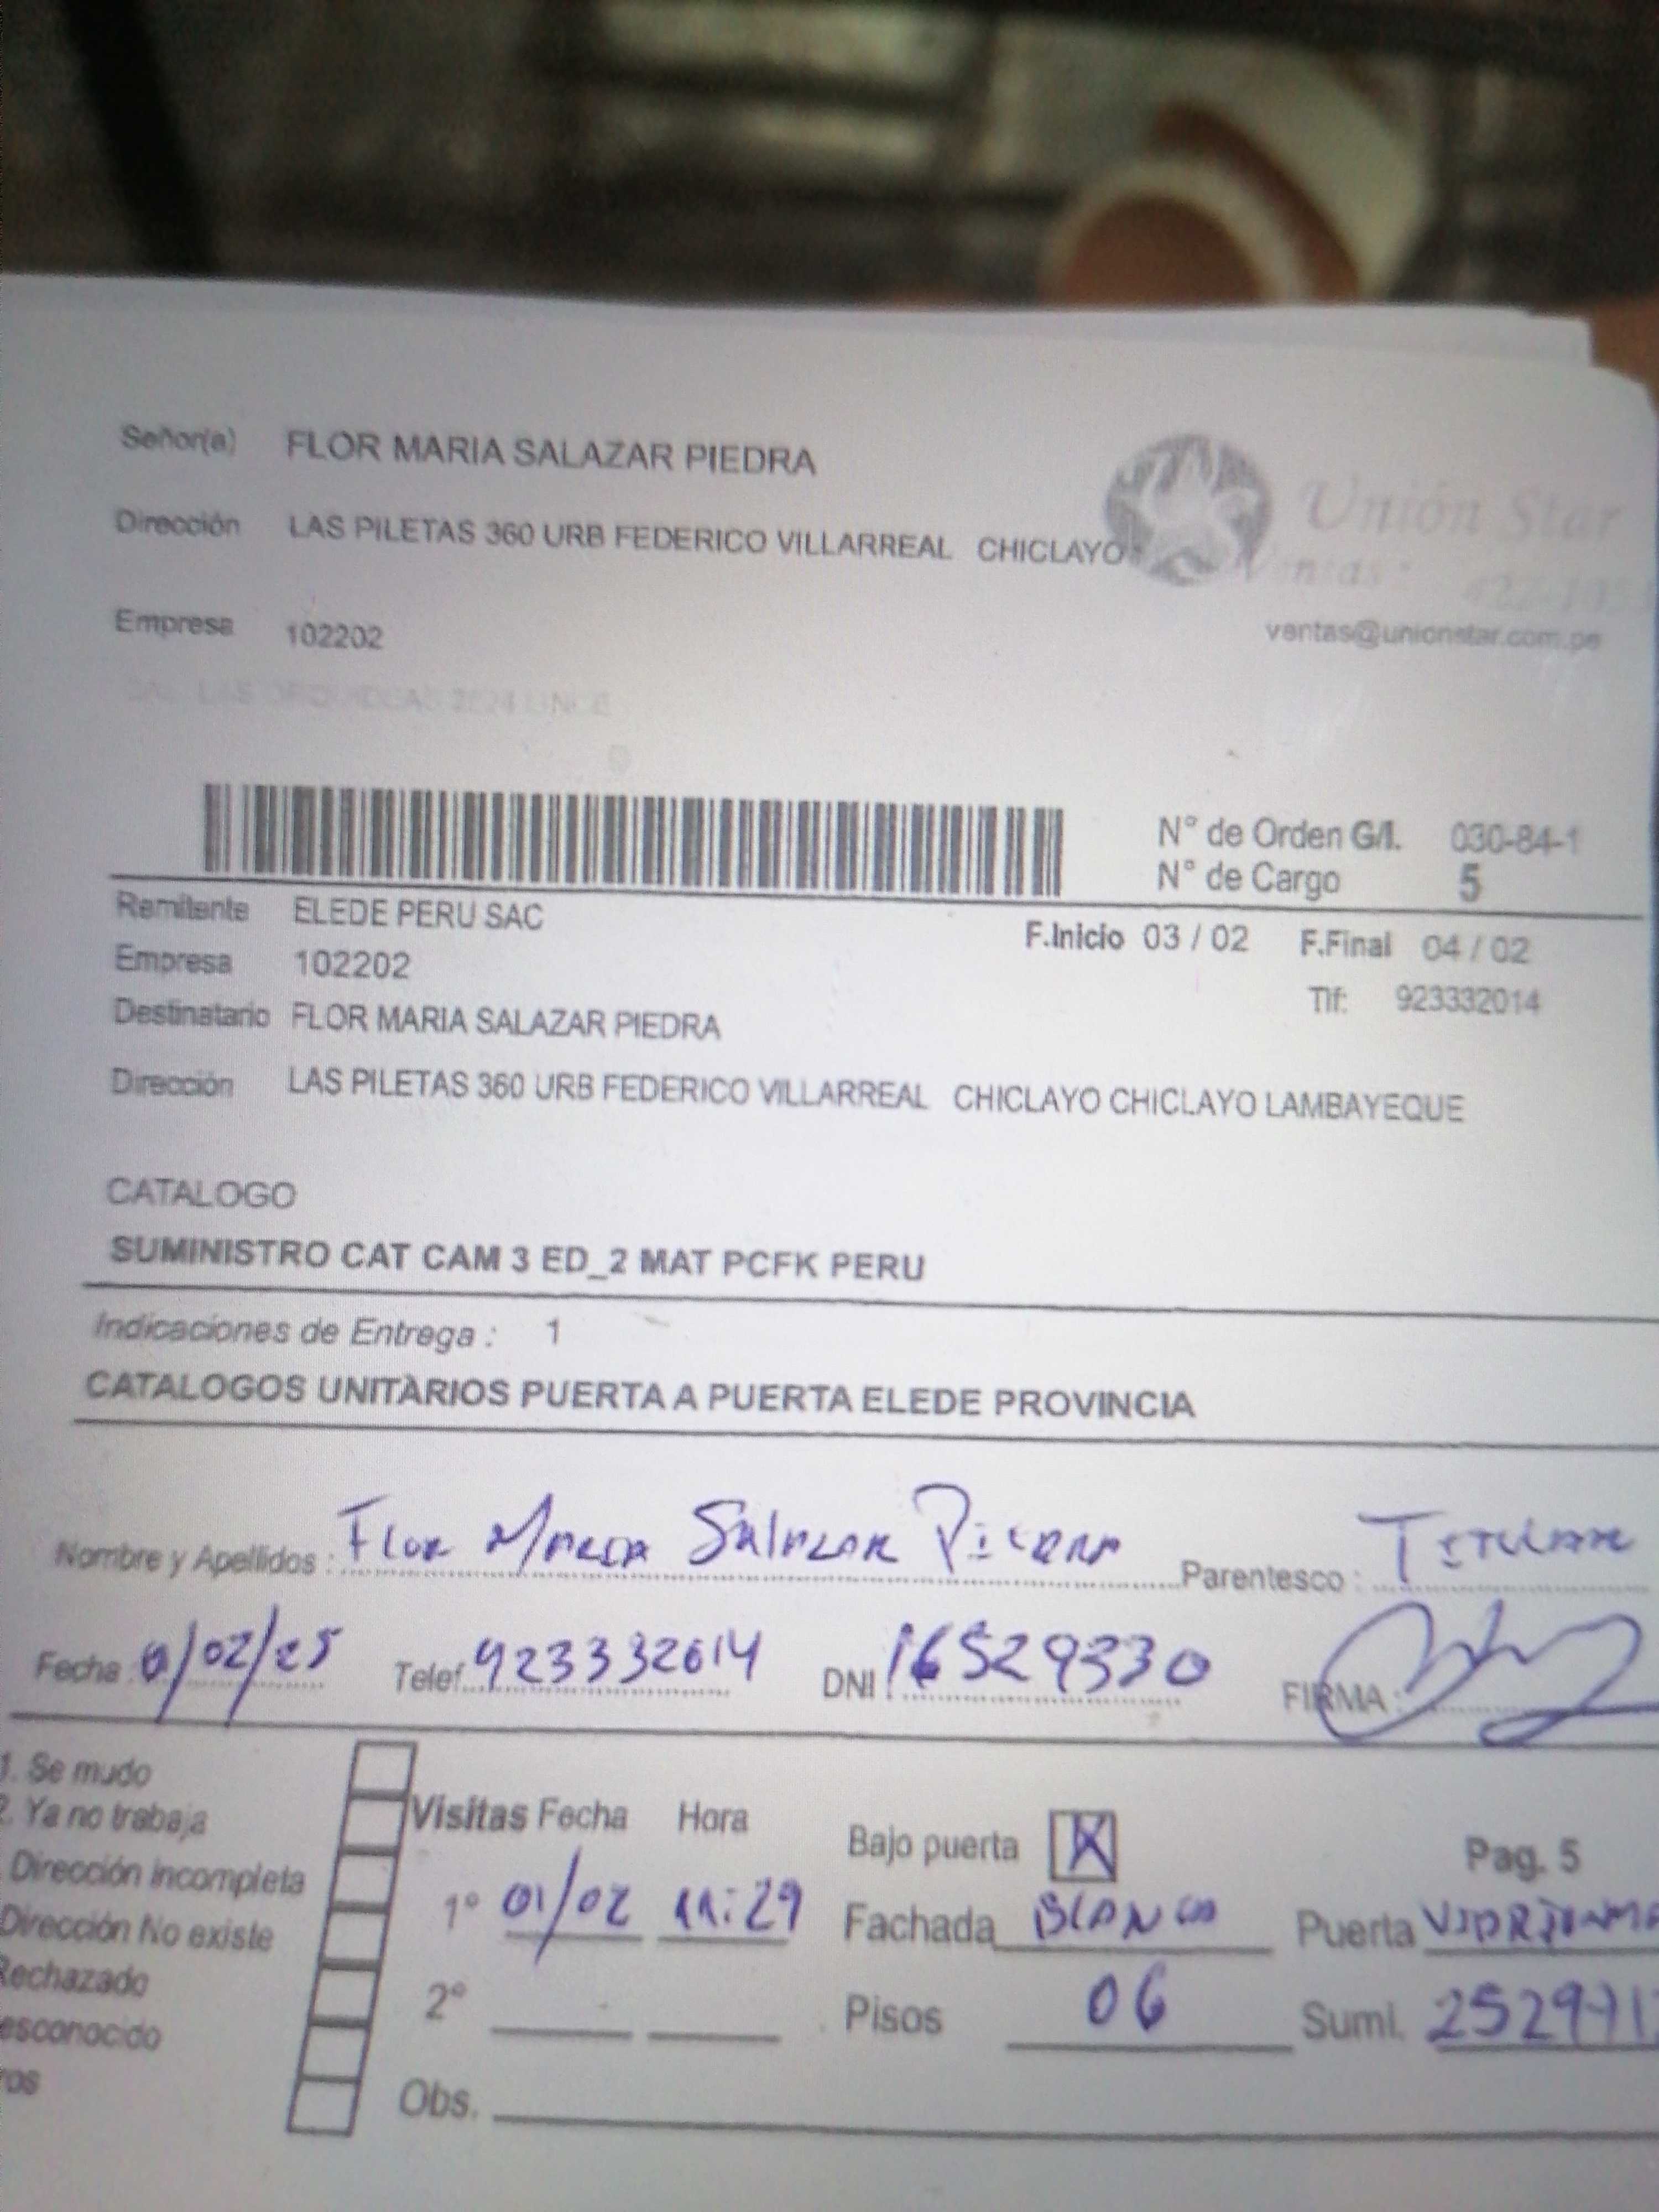 Señor(a) FLOR MARIA SALAZAR PIEDRA
Dirección LAS PILETAS 360 URB FEDERICO VILLARREAL CHICLAYO
Unión Star
Ventas:
Empresa 102202
ventas@unionstar.com.pe
N° de Orden G/I. 030-84-1
N° de Cargo 5
Remitente ELEDE PERU SAC
F.Inicio 03 / 02 F.Final 04 / 02
Empresa 102202
Tlf: 923332014
Destinatario FLOR MARIA SALAZAR PIEDRA
Dirección LAS PILETAS 360 URB FEDERICO VILLARREAL CHICLAYO CHICLAYO LAMBAYEQUE
CATALOGO
SUMINISTRO CAT CAM 3 ED_2 MAT PCFK PERU
Indicaciones de Entrega : 1
CATALOGOS UNITARIOS PUERTA A PUERTA ELEDE PROVINCIA
Nombre y Apellidos : Flor Maria Salazar Piedra Parentesco : Titular
Fecha 01/02/25 Telef. 923332014 DNI 16529330 FIRMA :
1. Se mudo
2. Ya no trabaja
Dirección incompleta
Dirección No existe
Rechazado
esconocido
ros
Visitas Fecha Hora
1° 01/02 11:29
2°
Obs.
Bajo puerta X Pag. 5
Fachada BLANCO Puerta
Pisos 06 Sumi.